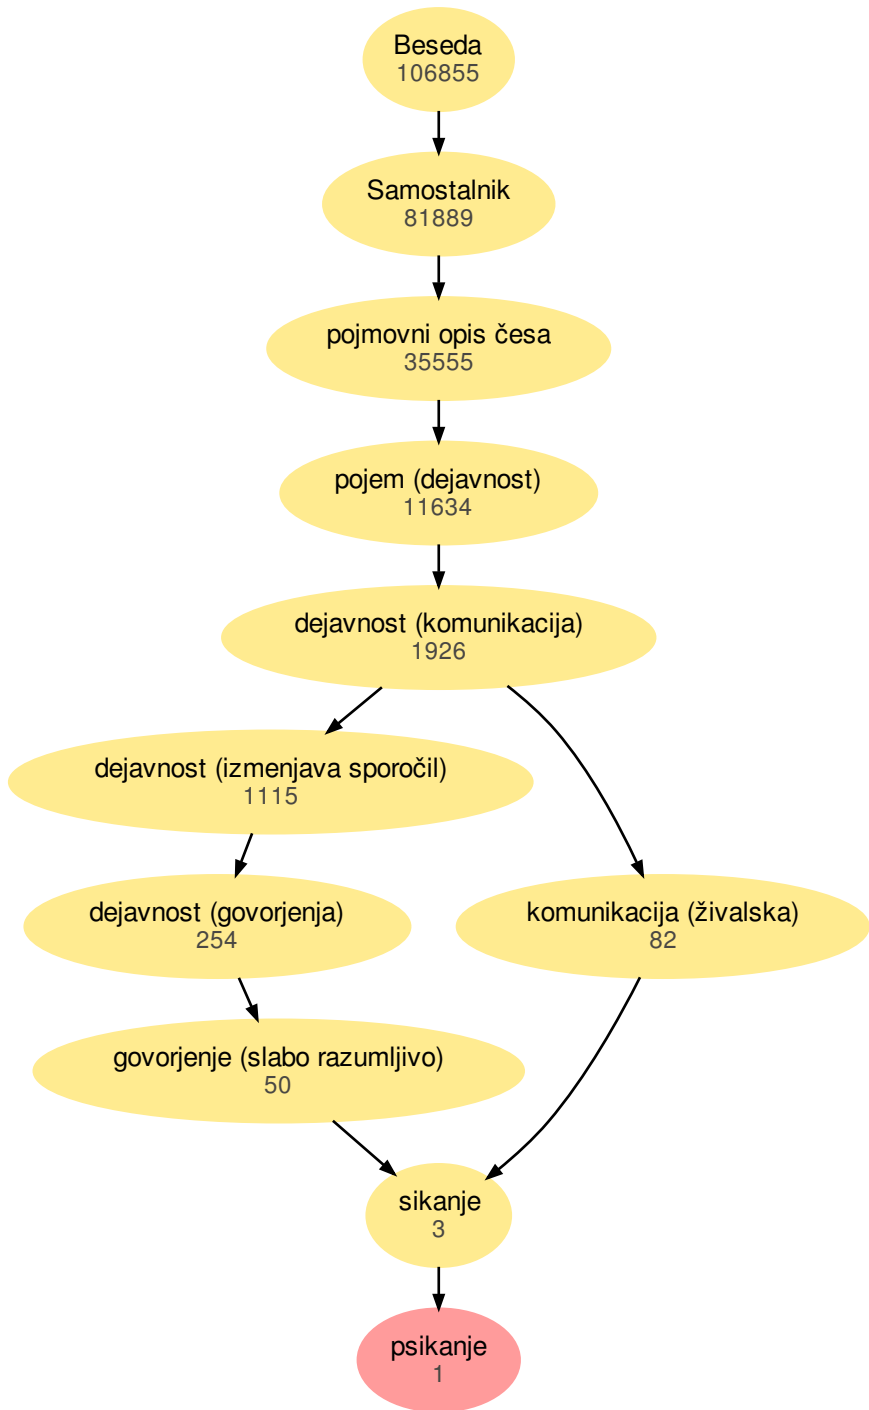 Beseda
106855
Samostalnik
81889
pojmovni opis česa
35555
pojem (dejavnost)
11634
dejavnost (komunikacija)
1926
dejavnost (izmenjava sporočil)
1115
dejavnost (govorjenja)
254
komunikacija (živalska)
82
govorjenje (slabo razumljivo)
50
sikanje
3
psikanje
1